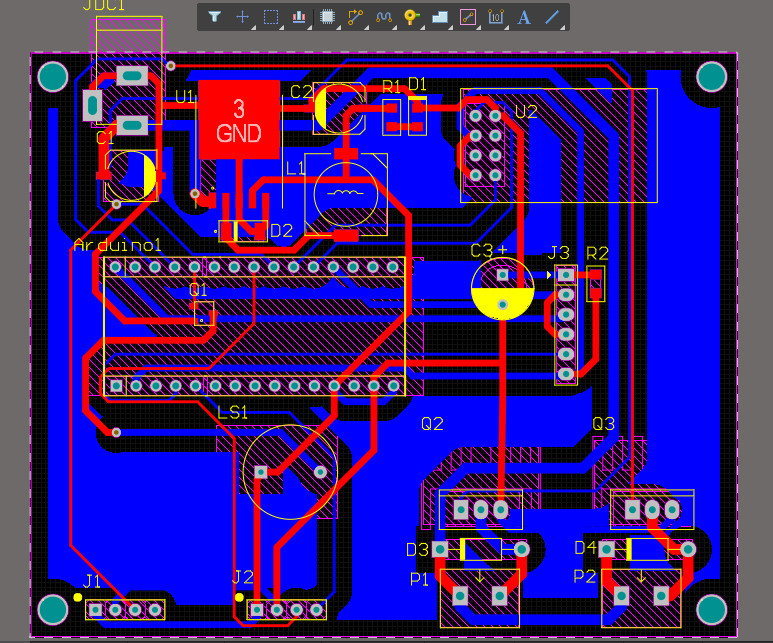 JDC1
U1
3
GND
C2
R1
D1
U2
C1
L1
D2
Arduino1
C3+
J3
R2
Q1
LS1
Q2
Q3
D3
D4
P1
P2
J1
J2